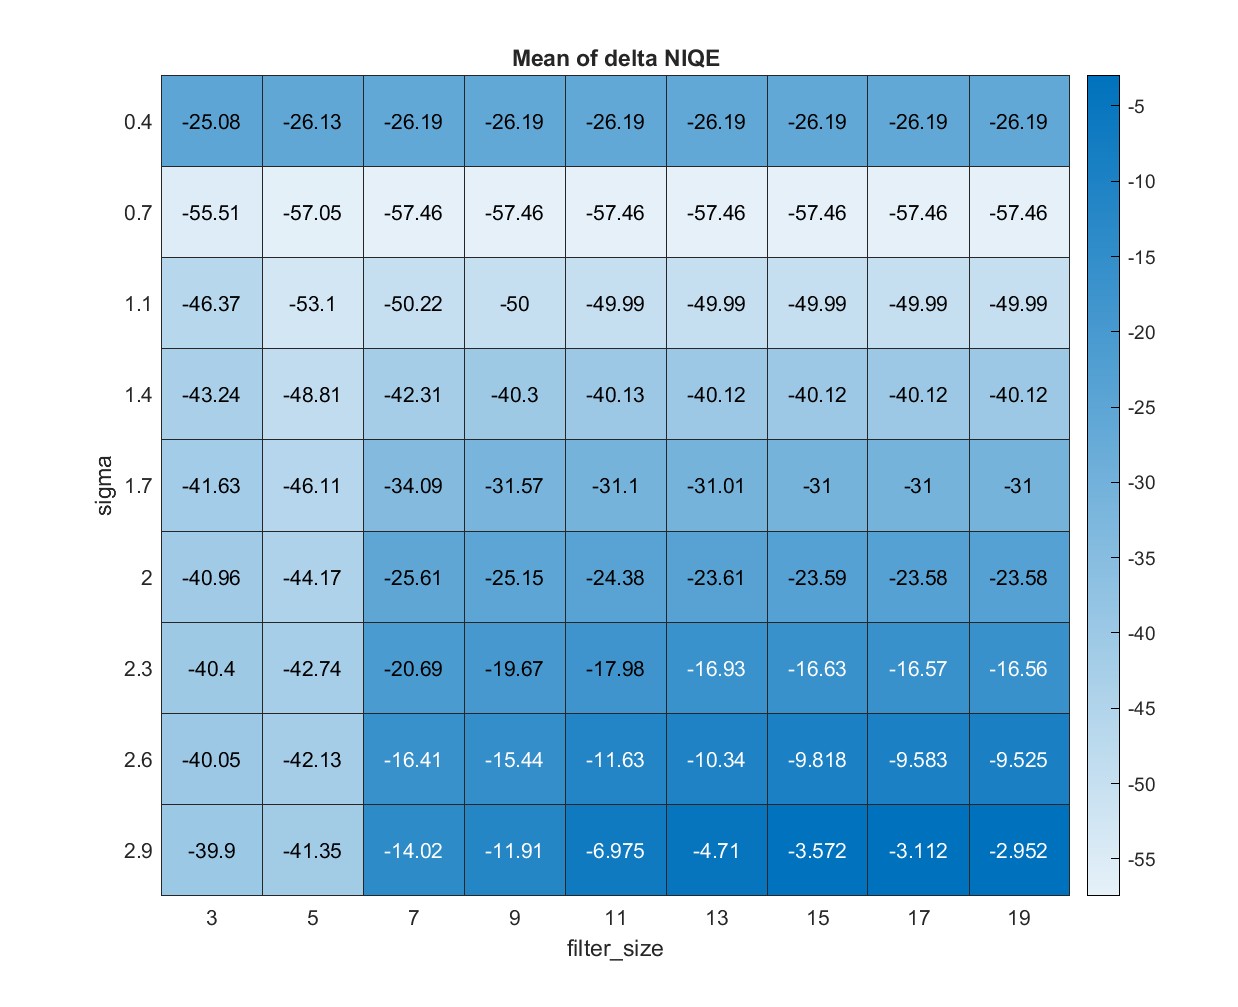 Mean of delta NIQE
0.4 -25.08 -26.13 -26.19 -26.19 -26.19 -26.19 -26.19 -26.19 -26.19
0.7 -55.51 -57.05 -57.46 -57.46 -57.46 -57.46 -57.46 -57.46 -57.46
1.1 -46.37 -53.1 -50.22 -50 -49.99 -49.99 -49.99 -49.99 -49.99
1.4 -43.24 -48.81 -42.31 -40.3 -40.13 -40.12 -40.12 -40.12 -40.12
sigma
1.7 -41.63 -46.11 -34.09 -31.57 -31.1 -31.01 -31 -31 -31
2 -40.96 -44.17 -25.61 -25.15 -24.38 -23.61 -23.59 -23.58 -23.58
2.3 -40.4 -42.74 -20.69 -19.67 -17.98 -16.93 -16.63 -16.57 -16.56
2.6 -40.05 -42.13 -16.41 -15.44 -11.63 -10.34 -9.818 -9.583 -9.525
2.9 -39.9 -41.35 -14.02 -11.91 -6.975 -4.71 -3.572 -3.112 -2.952
3 5 7 9 11 13 15 17 19
filter_size
-5
-10
-15
-20
-25
-30
-35
-40
-45
-50
-55